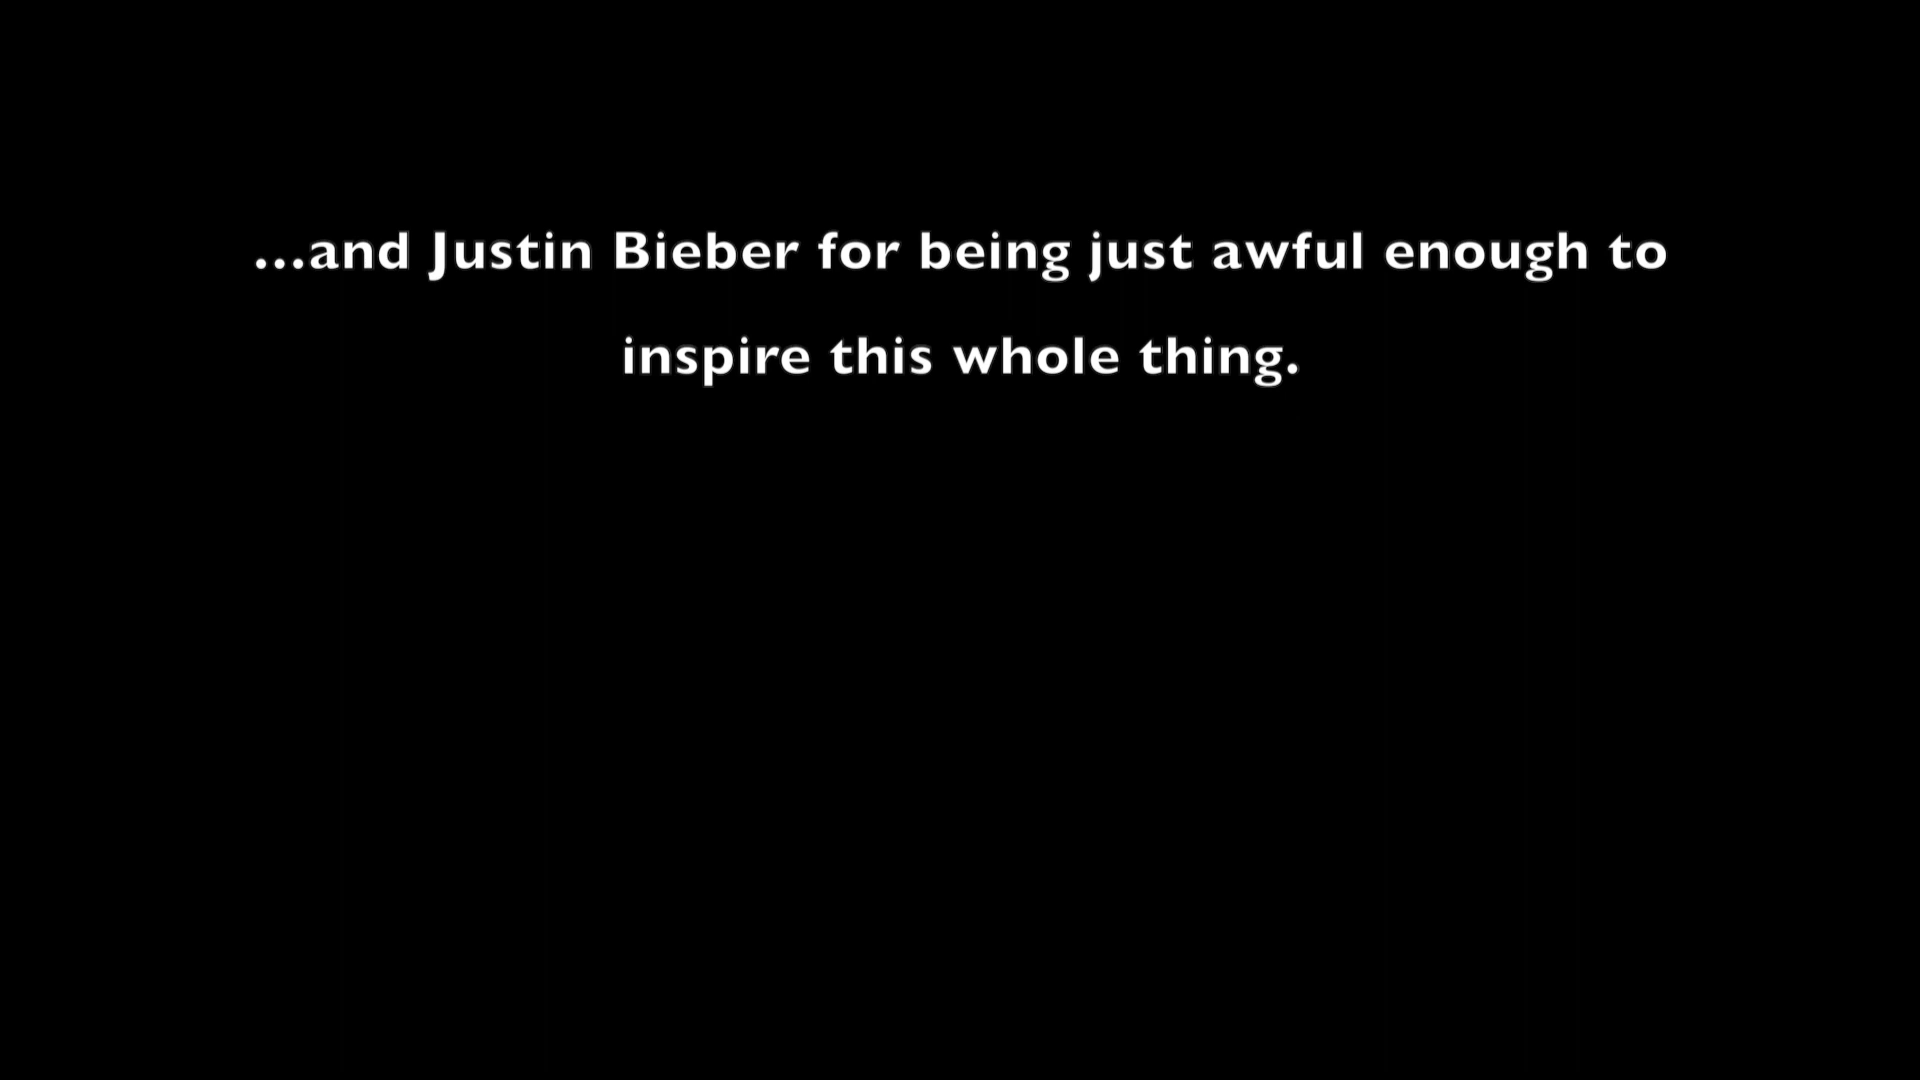 ...and Justin Bieber for being just awful enough to
inspire this whole thing.